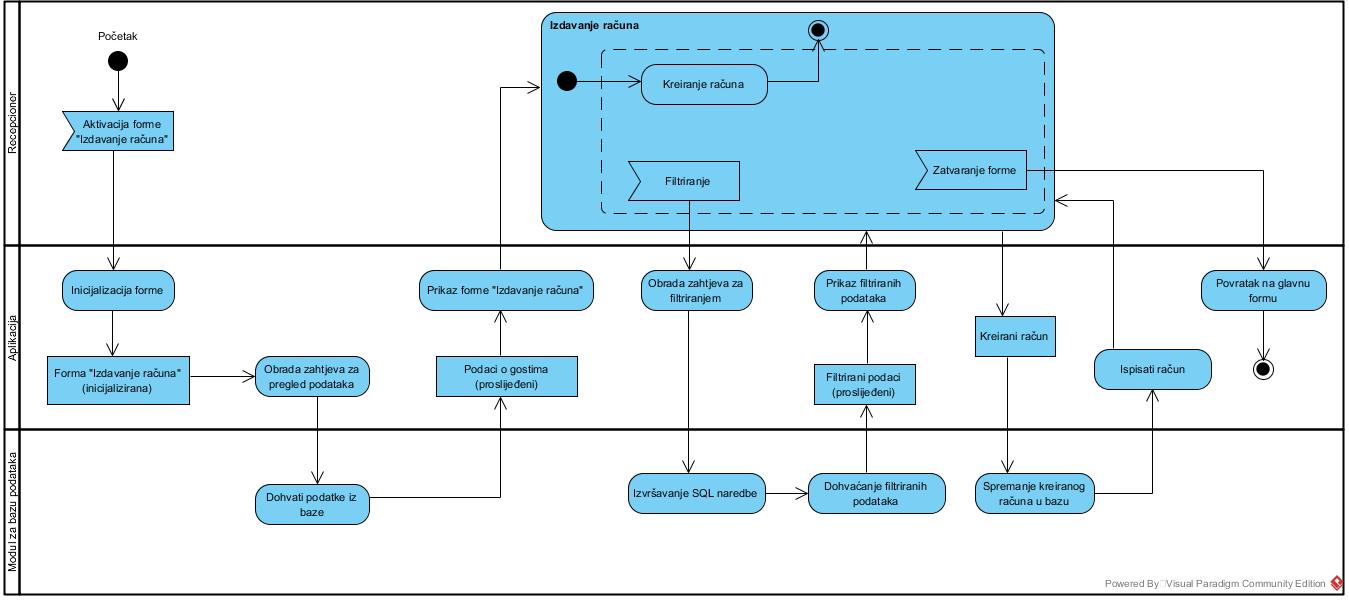 Recepcioner
Početak
Aktivacija forme
"Izdavanje računa"
Izdavanje računa
Kreiranje računa
Filtriranje
Zatvaranje forme
Aplikacija
Inicijalizacija forme
Forma "Izdavanje računa"
(inicijalizirana)
Obrada zahtjeva za
pregled podataka
Prikaz forme "Izdavanje računa"
Podaci o gostima
(proslijeđeni)
Obrada zahtjeva za
filtriranjem
Prikaz filtriranih
podataka
Filtrirani podaci
(proslijeđeni)
Kreirani račun
Ispisati račun
Povratak na glavnu
formu
Modul za bazu podataka
Dohvati podatke iz
baze
Izvršavanje SQL naredbe
Dohvaćanje filtriranih
podataka
Spremanje kreiranog
računa u bazu
Powered By Visual Paradigm Community Edition